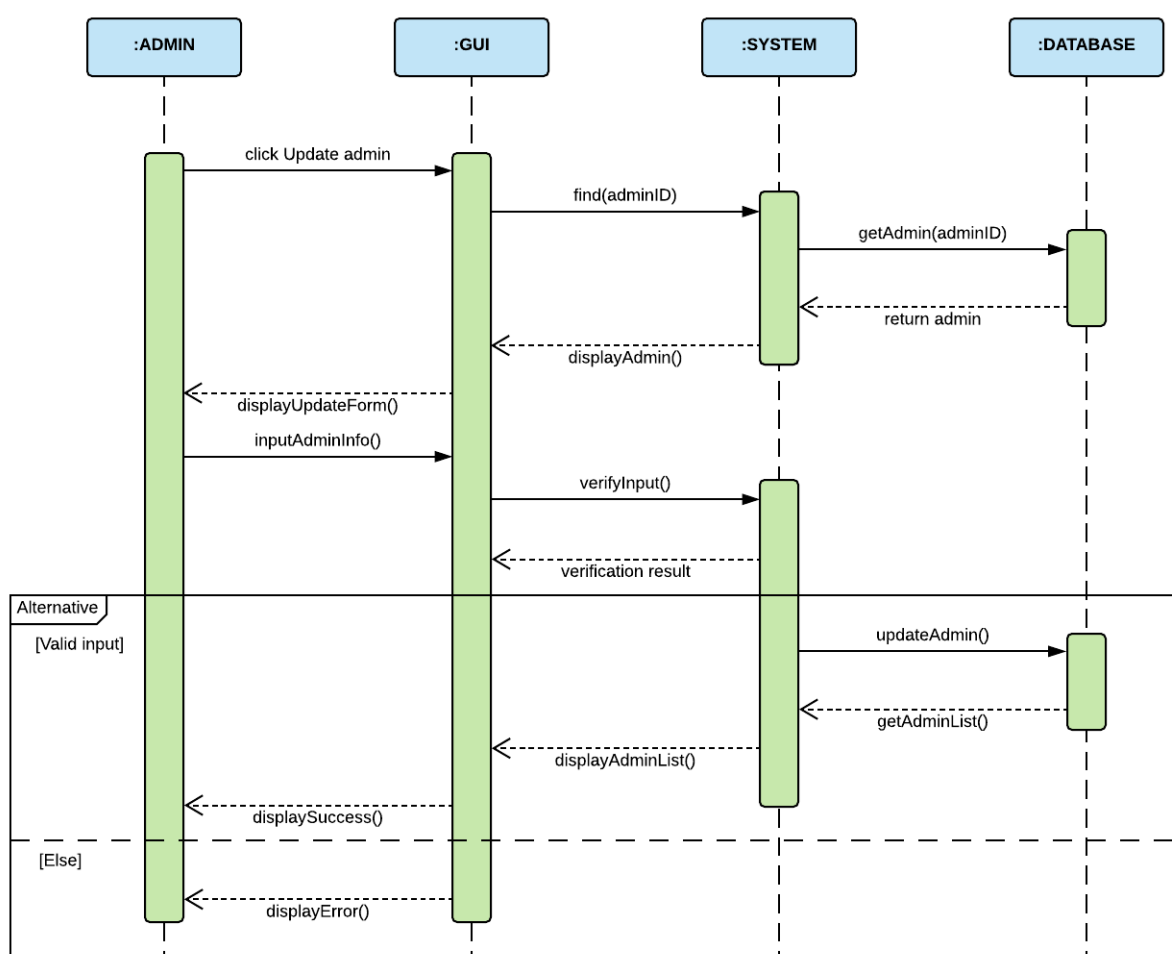 :ADMIN
:GUI
:SYSTEM
:DATABASE
click Update admin
find(adminID)
getAdmin(adminID)
return admin
displayAdmin()
displayUpdateForm()
inputAdminInfo()
verifyInput()
verification result
Alternative
[Valid input]
updateAdmin()
getAdminList()
displayAdminList()
displaySuccess()
[Else]
displayError()